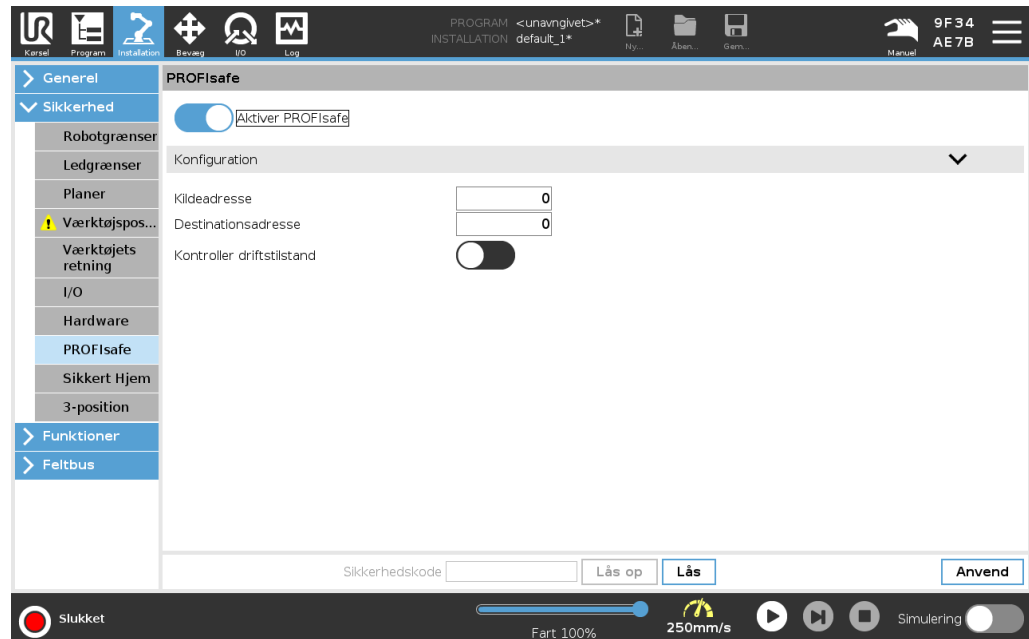 PROGRAM <unavngivet>*
INSTALLATION default_1*
Kørsel
Program
Installation
Bevæg
I/O
Log
Ny...
Åben...
Gem...
Manuel
9F34
AE7B
Generel
Sikkerhed
Robotgrænser
Ledgrænser
Planer
Værktøjspos...
Værktøjets
retning
I/O
Hardware
PROFIsafe
Sikkert Hjem
3-position
Funktioner
Feltbus
PROFIsafe
Aktiver PROFIsafe
Konfiguration
Kildeadresse 0
Destinationsadresse 0
Kontroller driftstilstand
Sikkerhedskode Lås op Lås Anvend
Slukket
Fart 100%
250mm/s
Simulering